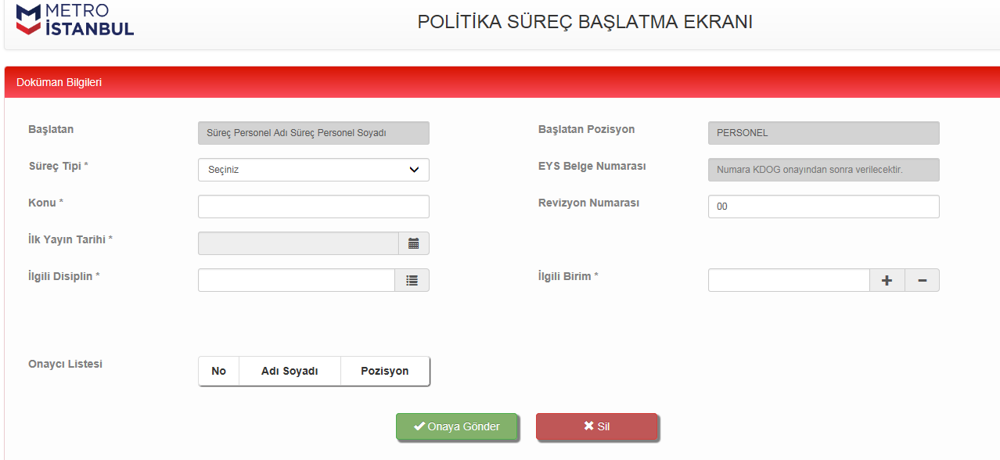 METRO
İSTANBUL
POLİTİKA SÜREÇ BAŞLATMA EKRANI
Doküman Bilgileri
Başlatan
Süreç Personel Adı Süreç Personel Soyadı
Başlatan Pozisyon
PERSONEL
Süreç Tipi *
Seçiniz
EYS Belge Numarası
Numara KDOG onayından sonra verilecektir.
Konu *
Revizyon Numarası
00
İlk Yayın Tarihi *
İlgili Disiplin *
İlgili Birim *
Onaycı Listesi
No Adı Soyadı Pozisyon
Onaya Gönder
Sil